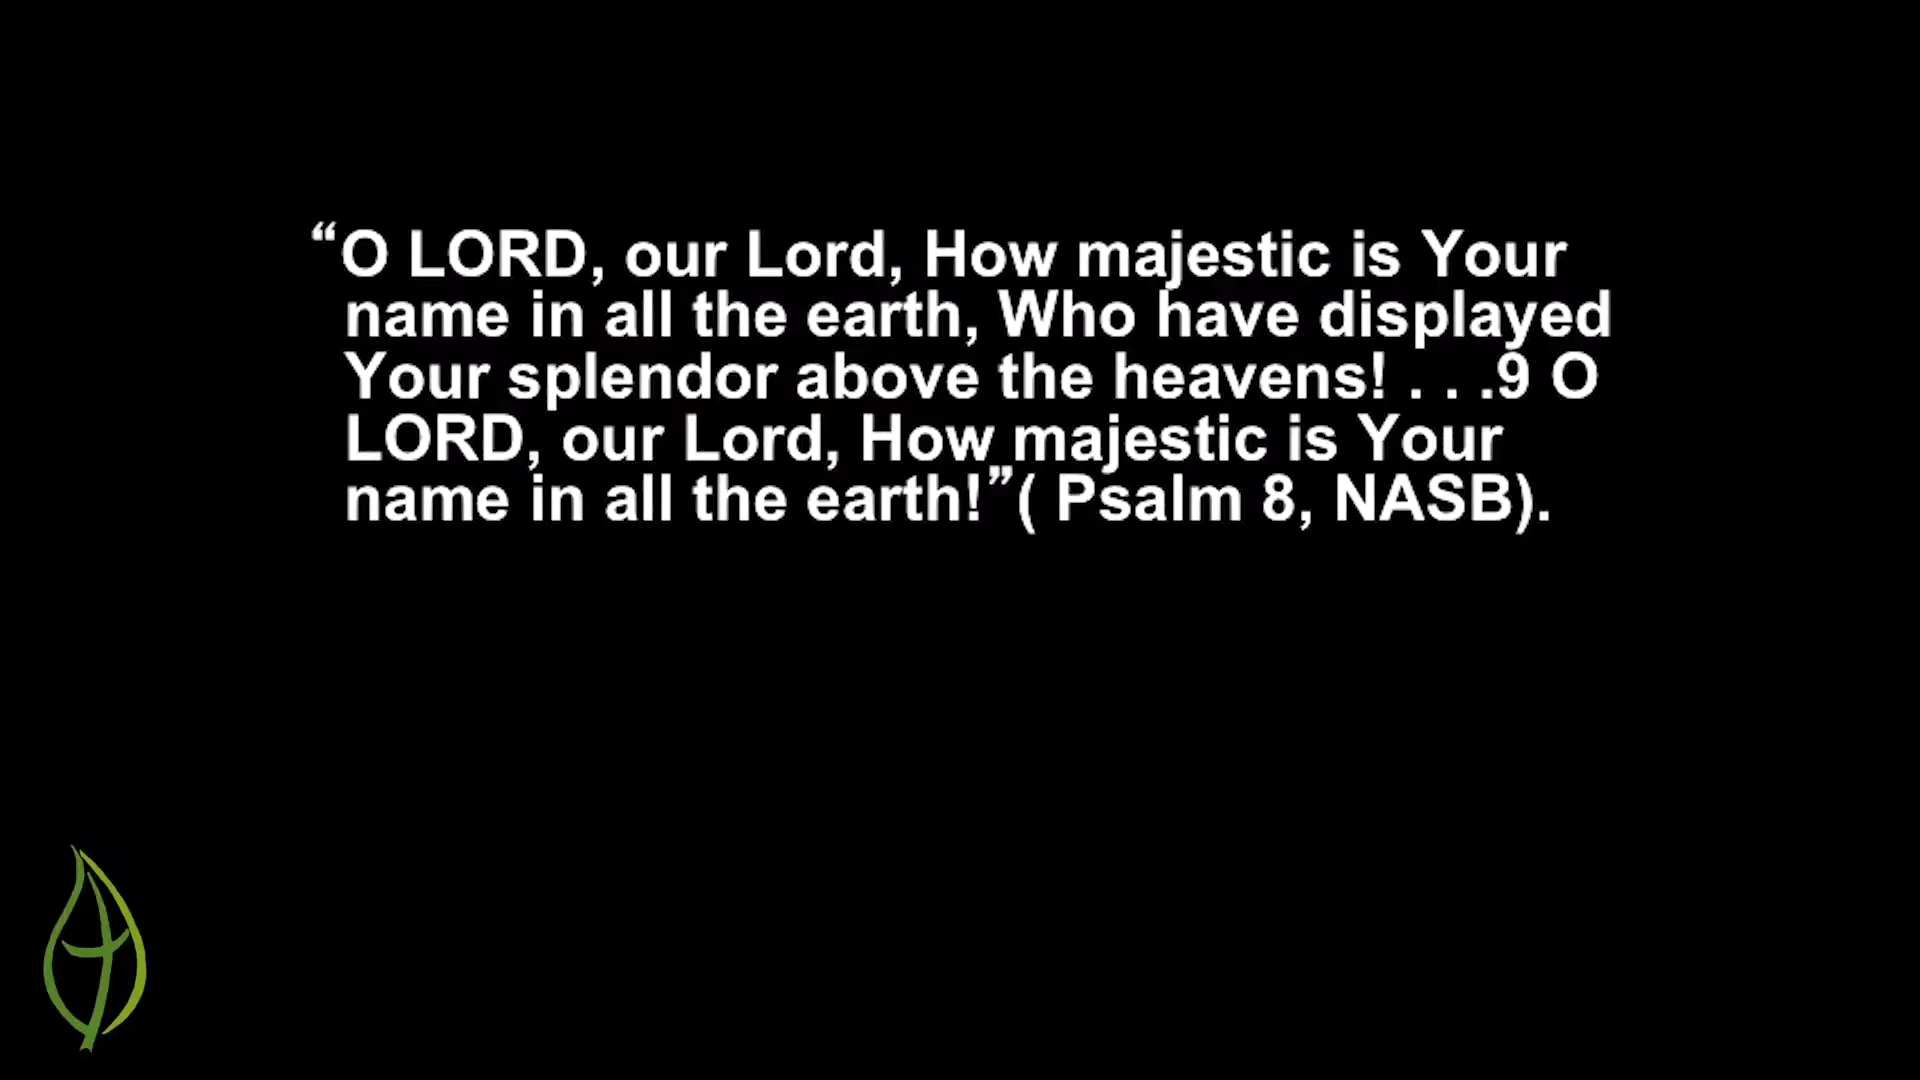 “O LORD, our Lord, How majestic is Your
name in all the earth, Who have displayed
Your splendor above the heavens! . . .9 O
LORD, our Lord, How majestic is Your
name in all the earth!”( Psalm 8, NASB).